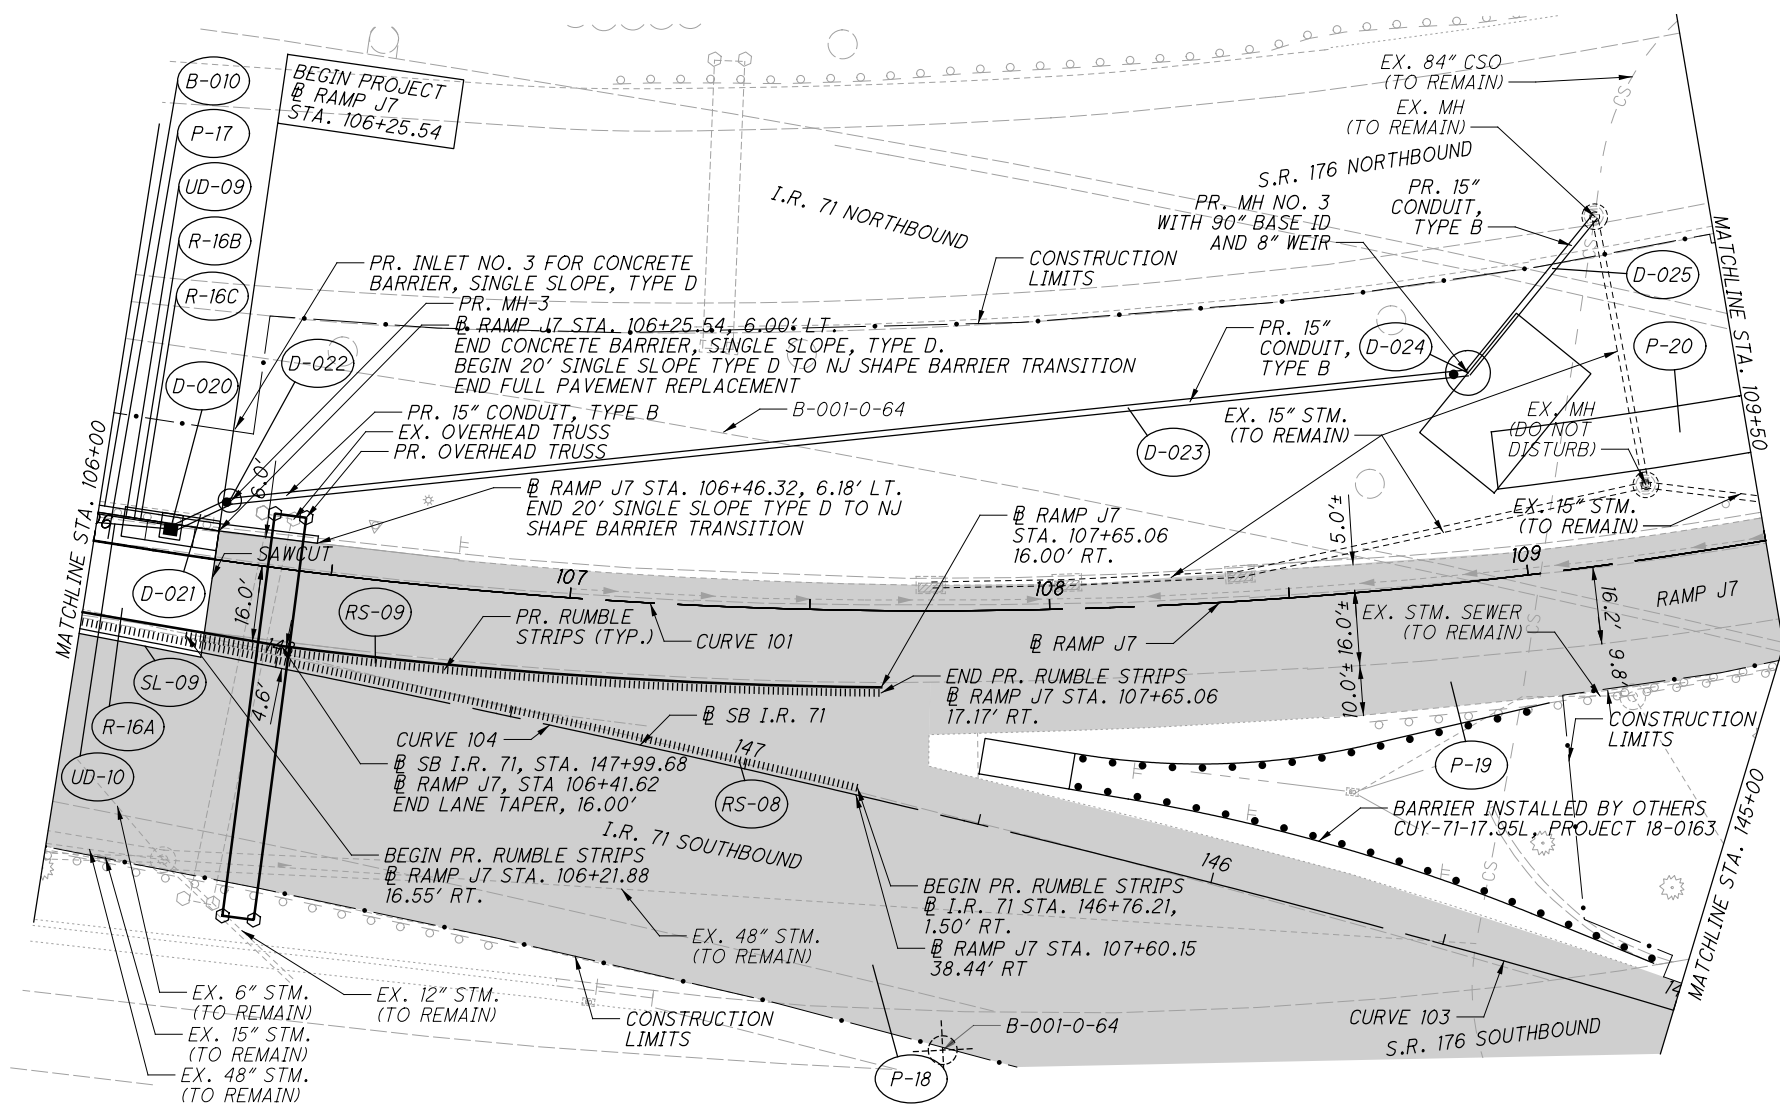 B-010
P-17
UD-09
R-16B
R-16C
D-020
D-022
BEGIN PROJECT
℄ RAMP J7
STA. 106+25.54
EX. 84" CSO
(TO REMAIN)
EX. MH
(TO REMAIN)
S.R. 176 NORTHBOUND
I.R. 71 NORTHBOUND
PR. MH NO. 3
WITH 90" BASE ID
AND 8" WEIR
PR. 15"
CONDUIT,
TYPE B
CONSTRUCTION
LIMITS
D-025
MATCHLINE STA. 109+50
PR. INLET NO. 3 FOR CONCRETE
BARRIER, SINGLE SLOPE, TYPE D
PR. MH-3
℄ RAMP J7 STA. 106+25.54, 6.00' LT.
END CONCRETE BARRIER, SINGLE SLOPE, TYPE D.
BEGIN 20' SINGLE SLOPE TYPE D TO NJ SHAPE BARRIER TRANSITION
END FULL PAVEMENT REPLACEMENT
PR. 15"
CONDUIT,
TYPE B
D-024
P-20
PR. 15" CONDUIT, TYPE B
EX. OVERHEAD TRUSS
PR. OVERHEAD TRUSS
B-001-0-64
EX. 15" STM.
(TO REMAIN)
D-023
EX. MH
(DO NOT
DISTURB)
MATCHLINE STA. 106+00
6.0'
℄ RAMP J7 STA. 106+46.32, 6.18' LT.
END 20' SINGLE SLOPE TYPE D TO NJ
SHAPE BARRIER TRANSITION
℄ RAMP J7
STA. 107+65.06
16.00' RT.
5.0'±
EX. 15" STM.
(TO REMAIN)
SAWCUT
D-021
16.0'
107
108
109
RS-09
PR. RUMBLE
STRIPS (TYP.)
CURVE 101
℄ RAMP J7
16.0'±
EX. STM. SEWER
(TO REMAIN)
16.2'
RAMP J7
SL-09
148
4.6'
END PR. RUMBLE STRIPS
℄ RAMP J7 STA. 107+65.06
17.17' RT.
10.0'±
9.8'
R-16A
℄ SB I.R. 71
CONSTRUCTION
LIMITS
UD-10
CURVE 104
℄ SB I.R. 71, STA. 147+99.68
℄ RAMP J7, STA 106+41.62
END LANE TAPER, 16.00'
147
RS-08
P-19
BARRIER INSTALLED BY OTHERS
CUY-71-17.95L, PROJECT 18-0163
I.R. 71 SOUTHBOUND
BEGIN PR. RUMBLE STRIPS
℄ RAMP J7 STA. 106+21.88
16.55' RT.
146
BEGIN PR. RUMBLE STRIPS
℄ I.R. 71 STA. 146+76.21,
1.50' RT.
℄ RAMP J7 STA. 107+60.15
38.44' RT
MATCHLINE STA. 145+00
EX. 48" STM.
(TO REMAIN)
EX. 6" STM.
(TO REMAIN)
EX. 15" STM.
(TO REMAIN)
EX. 48" STM.
(TO REMAIN)
EX. 12" STM.
(TO REMAIN)
CONSTRUCTION
LIMITS
B-001-0-64
P-18
CURVE 103
S.R. 176 SOUTHBOUND